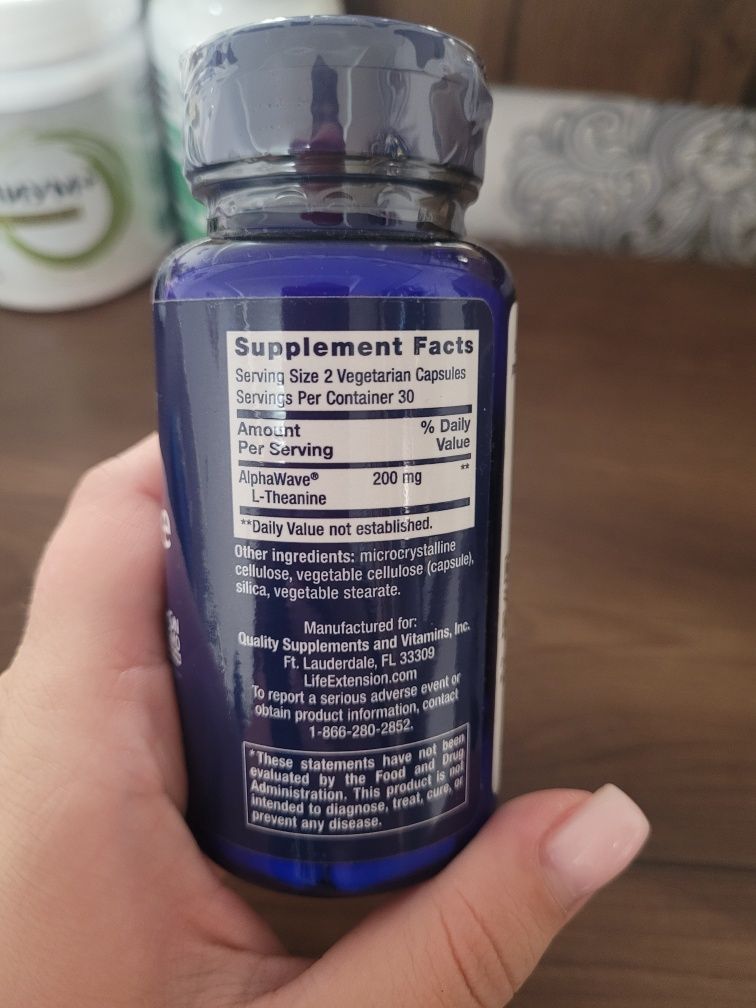 Supplement Facts
Serving Size 2 Vegetarian Capsules
Servings Per Container 30
Amount Per Serving
% Daily Value
AlphaWave® L-Theanine 200 mg **
**Daily Value not established.
Other ingredients: microcrystalline
cellulose, vegetable cellulose (capsule),
silica, vegetable stearate.
Manufactured for:
Quality Supplements and Vitamins, Inc.
Ft. Lauderdale, FL 33309
LifeExtension.com
To report a serious adverse event or
obtain product information, contact
1-866-280-2852.
*These statements have not been
evaluated by the Food and Drug
Administration. This product is not
intended to diagnose, treat, cure, or
prevent any disease.